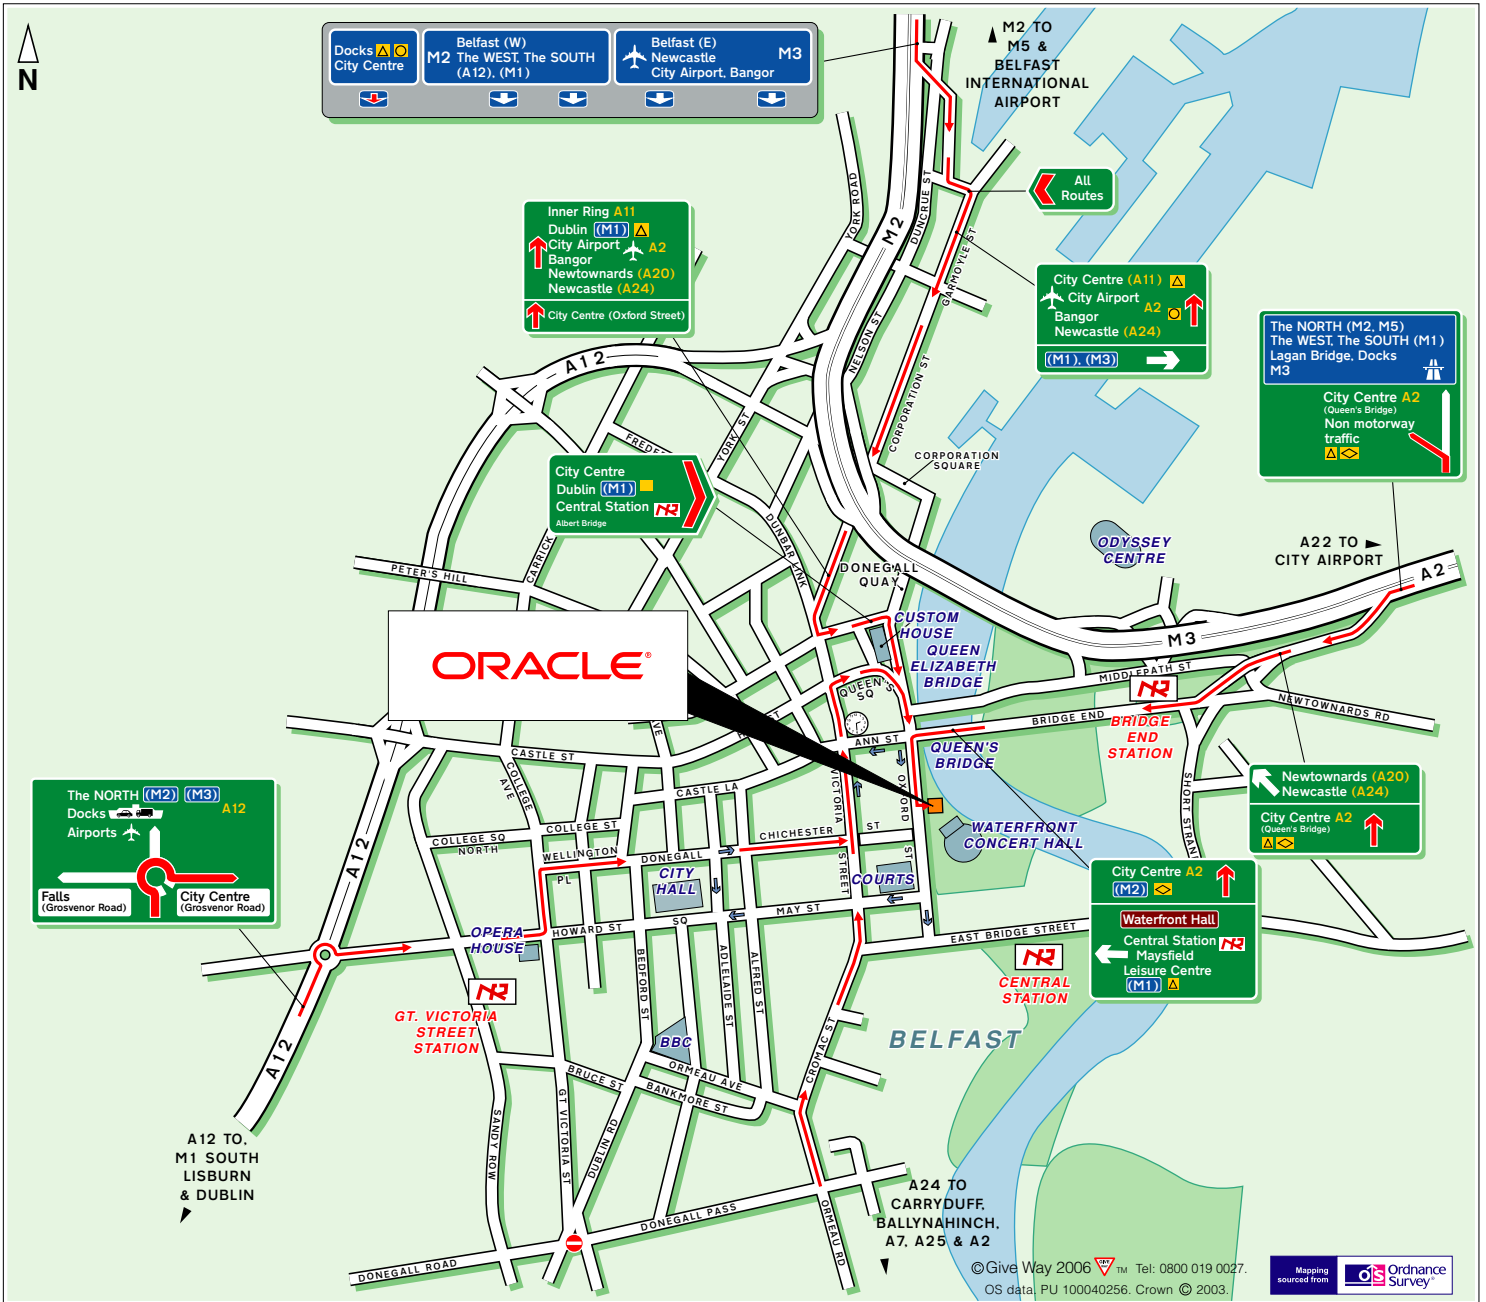 N
Docks
City Centre
M2
Belfast (W)
The WEST, The SOUTH
(A12), (M1)
Belfast (E)
Newcastle
City Airport, Bangor
M3
M2 TO
M5 &
BELFAST
INTERNATIONAL
AIRPORT
All
Routes
Inner Ring A11
Dublin (M1)
City Airport A2
Bangor
Newtownards (A20)
Newcastle (A24)
City Centre (Oxford Street)
City Centre (A11)
City Airport
A2
Bangor
Newcastle (A24)
(M1), (M3)
The NORTH (M2, M5)
The WEST, The SOUTH (M1)
Lagan Bridge, Docks
M3
City Centre A2
(Queen's Bridge)
Non motorway
traffic
YORK ROAD
M2
DUNCRUE ST
GARMOYLE ST
NELSON ST
CORPORATION ST
A12
YORK ST
CORPORATION
SQUARE
City Centre
Dublin (M1)
Central Station
Albert Bridge
DUNBAR LINK
CARRICK
PETER'S HILL
DONEGALL
QUAY
ODYSSEY
CENTRE
A22 TO
CITY AIRPORT
A2
M3
ORACLE®
CUSTOM
HOUSE
QUEEN
ELIZABETH
BRIDGE
QUEEN'S
SQ
MIDDLEPATH ST
BRIDGE END
NEWTOWNARDS RD
BRIDGE
END
STATION
ANN ST
QUEEN'S
BRIDGE
CASTLE ST
COLLEGE
AVE
AVE
ST
CASTLE LA
VICTORIA
STREET
OXFORD
ST
SHORT STRAND
Newtownards (A20)
Newcastle (A24)
City Centre A2
(Queen's Bridge)
The NORTH (M2) (M3)
Docks
A12
Airports
Falls
(Grosvenor Road)
City Centre
(Grosvenor Road)
A12
COLLEGE ST
COLLEGE SQ
NORTH
WELLINGTON
PL
DONEGALL
SQ
CHICHESTER
ST
WATERFRONT
CONCERT HALL
CITY
HALL
COURTS
City Centre A2
(M2)
Waterfront Hall
Central Station
Maysfield
Leisure Centre
(M1)
MAY ST
HOWARD ST
OPERA
HOUSE
EAST BRIDGE STREET
BEDFORD ST
ADLELAIDE ST
ALFRED ST
CENTRAL
STATION
GT. VICTORIA
STREET
STATION
BBC
BELFAST
CROMAC ST
ORMEAU AVE
BRUCE ST
BANKMORE ST
A12
SANDY ROW
GT VICTORIA ST
DUBLIN RD
A12 TO,
M1 SOUTH
LISBURN
& DUBLIN
A24 TO
CARRYDUFF,
BALLYNAHINCH,
A7, A25 & A2
DONEGALL PASS
ORMEAU RD
DONEGALL ROAD
© Give Way 2006 GIVE WAY TM Tel: 0800 019 0027.
OS data. PU 100040256. Crown © 2003.
Mapping
sourced from
OS Ordnance
Survey®